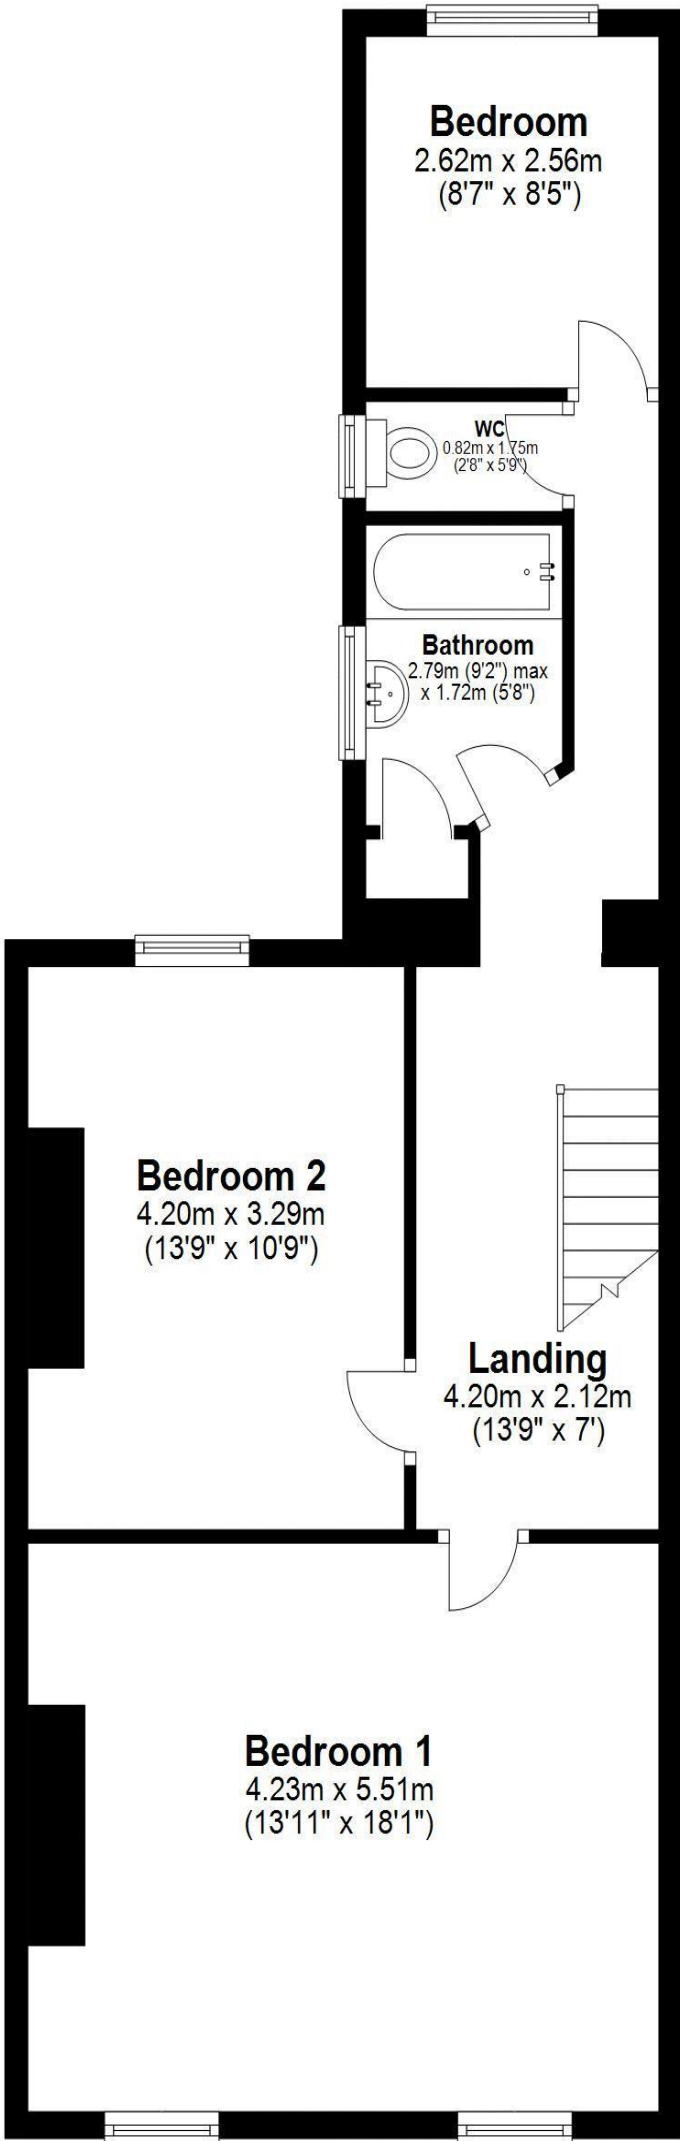 Bedroom
2.62m x 2.56m
(8'7" x 8'5")
WC
0.82m x 1.75m
(2'8" x 5'9")
Bathroom
2.79m (9'2") max
x 1.72m (5'8")
Bedroom 2
4.20m x 3.29m
(13'9" x 10'9")
Landing
4.20m x 2.12m
(13'9" x 7')
Bedroom 1
4.23m x 5.51m
(13'11" x 18'1")